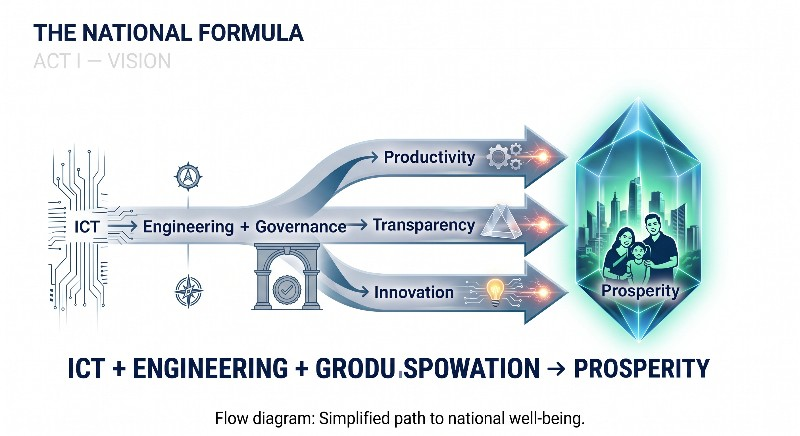 THE NATIONAL FORMULA
ACT I — VISION
Productivity
ICT → Engineering + Governance → Transparency
Innovation
Prosperity
ICT + ENGINEERING + GRODU.SPOWATION → PROSPERITY
Flow diagram: Simplified path to national well-being.